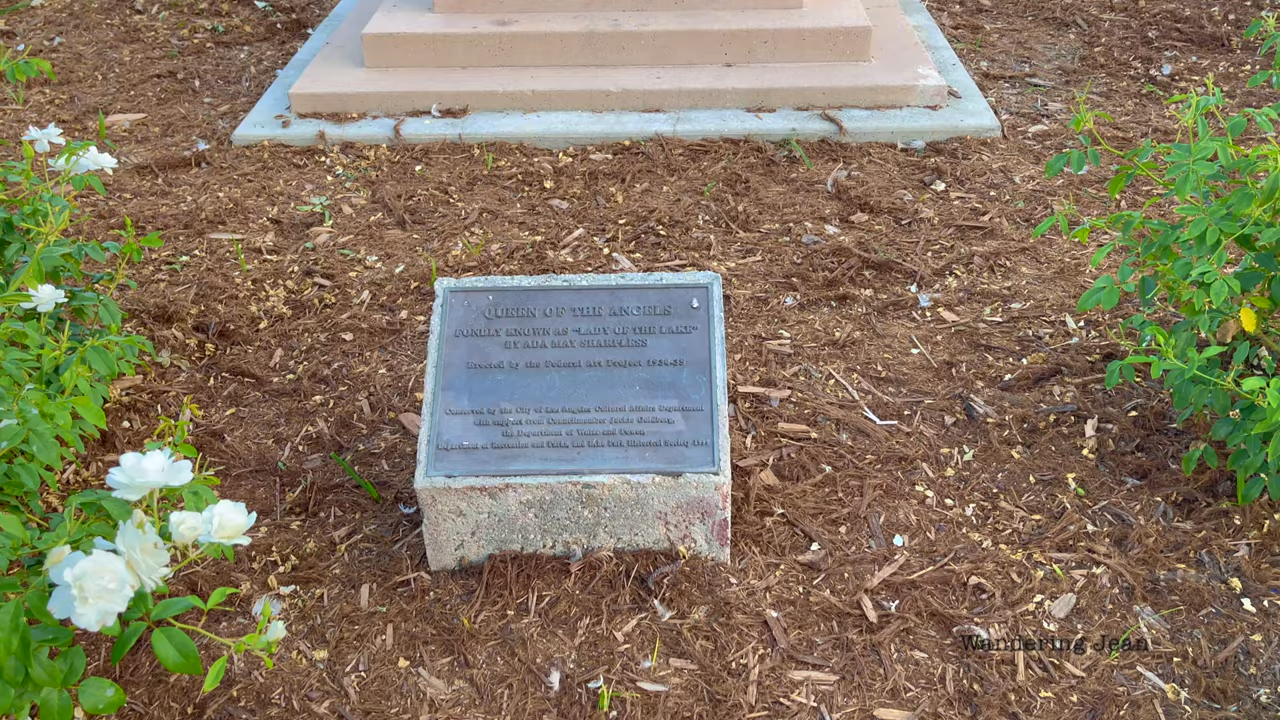 QUEEN OF THE ANGELS
FONDLY KNOWN AS "LADY OF THE LAKE"
BY ADA MAY SHARPLESS
Erected by the Federal Art Project 1934-35
Conserved by the City of Los Angeles Cultural Affairs Department
with support from Councilmember Jackie Goldberg,
the Department of Water and Power,
Department of Recreation and Parks, and Echo Park Historical Society
Wandering Jean